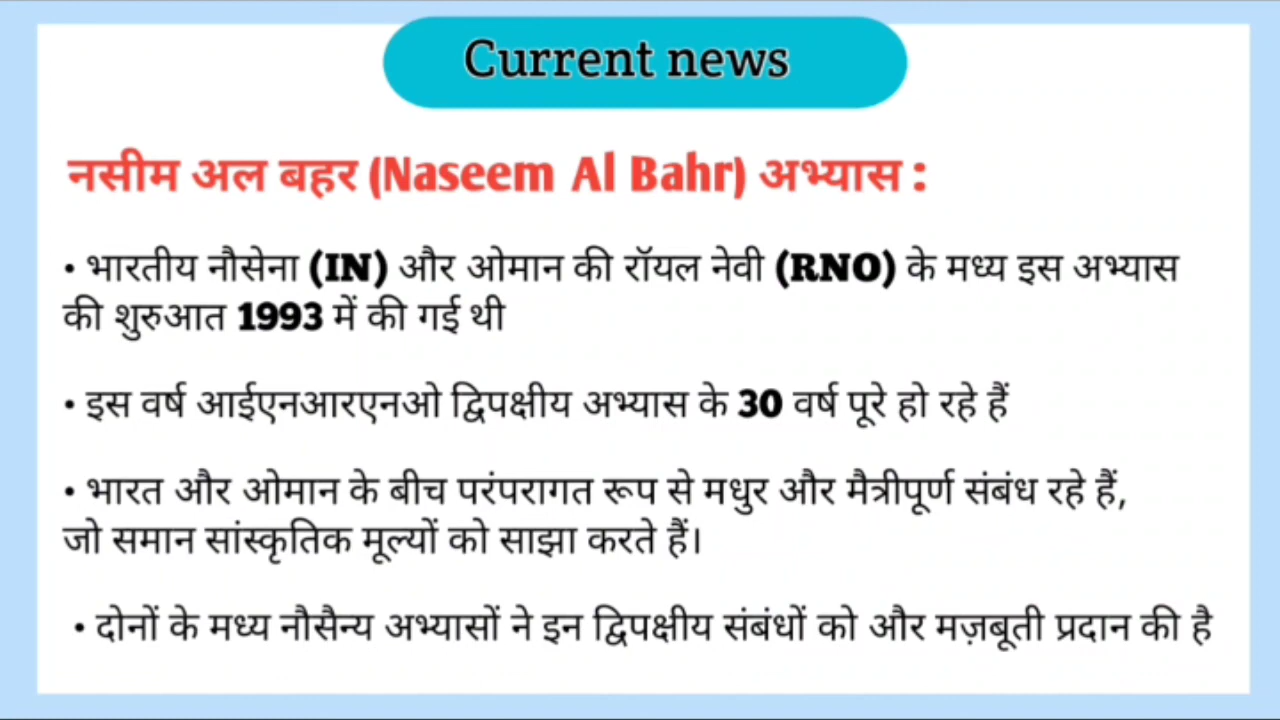 Current news
नसीम अल बहर (Naseem Al Bahr) अभ्यास :
• भारतीय नौसेना (IN) और ओमान की रॉयल नेवी (RNO) के मध्य इस अभ्यास
की शुरुआत 1993 में की गई थी
• इस वर्ष आईएनआरएनओ द्विपक्षीय अभ्यास के 30 वर्ष पूरे हो रहे हैं
• भारत और ओमान के बीच परंपरागत रूप से मधुर और मैत्रीपूर्ण संबंध रहे हैं,
जो समान सांस्कृतिक मूल्यों को साझा करते हैं।
• दोनों के मध्य नौसैन्य अभ्यासों ने इन द्विपक्षीय संबंधों को और मज़बूती प्रदान की है